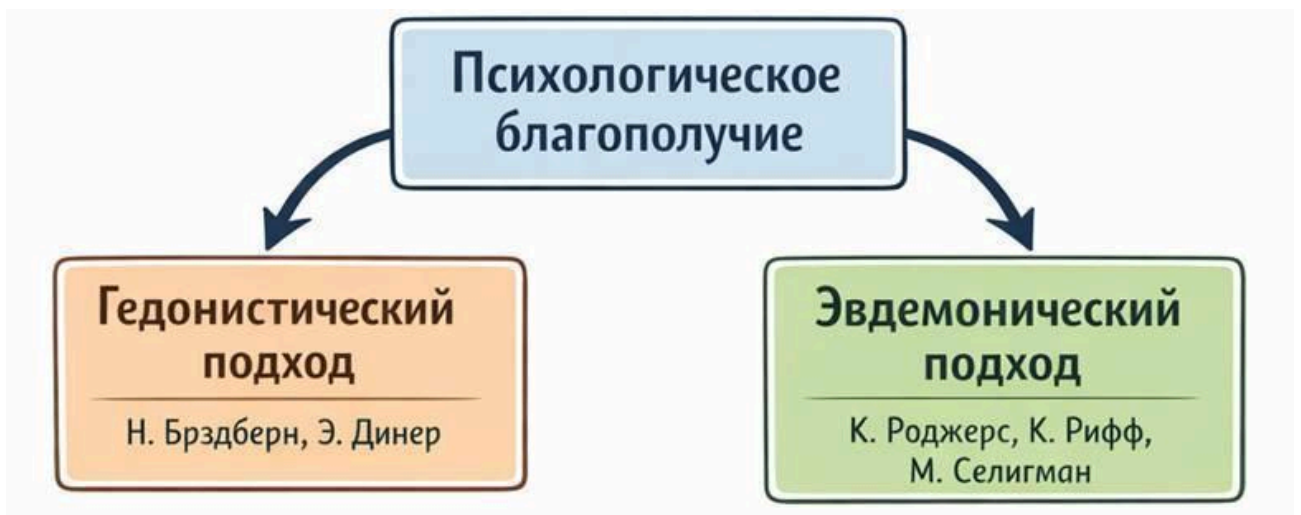 Психологическое
благополучие
Гедонистический
подход
Н. Брздберн, Э. Динер
Эвдемонический
подход
К. Роджерс, К. Рифф,
М. Селигман